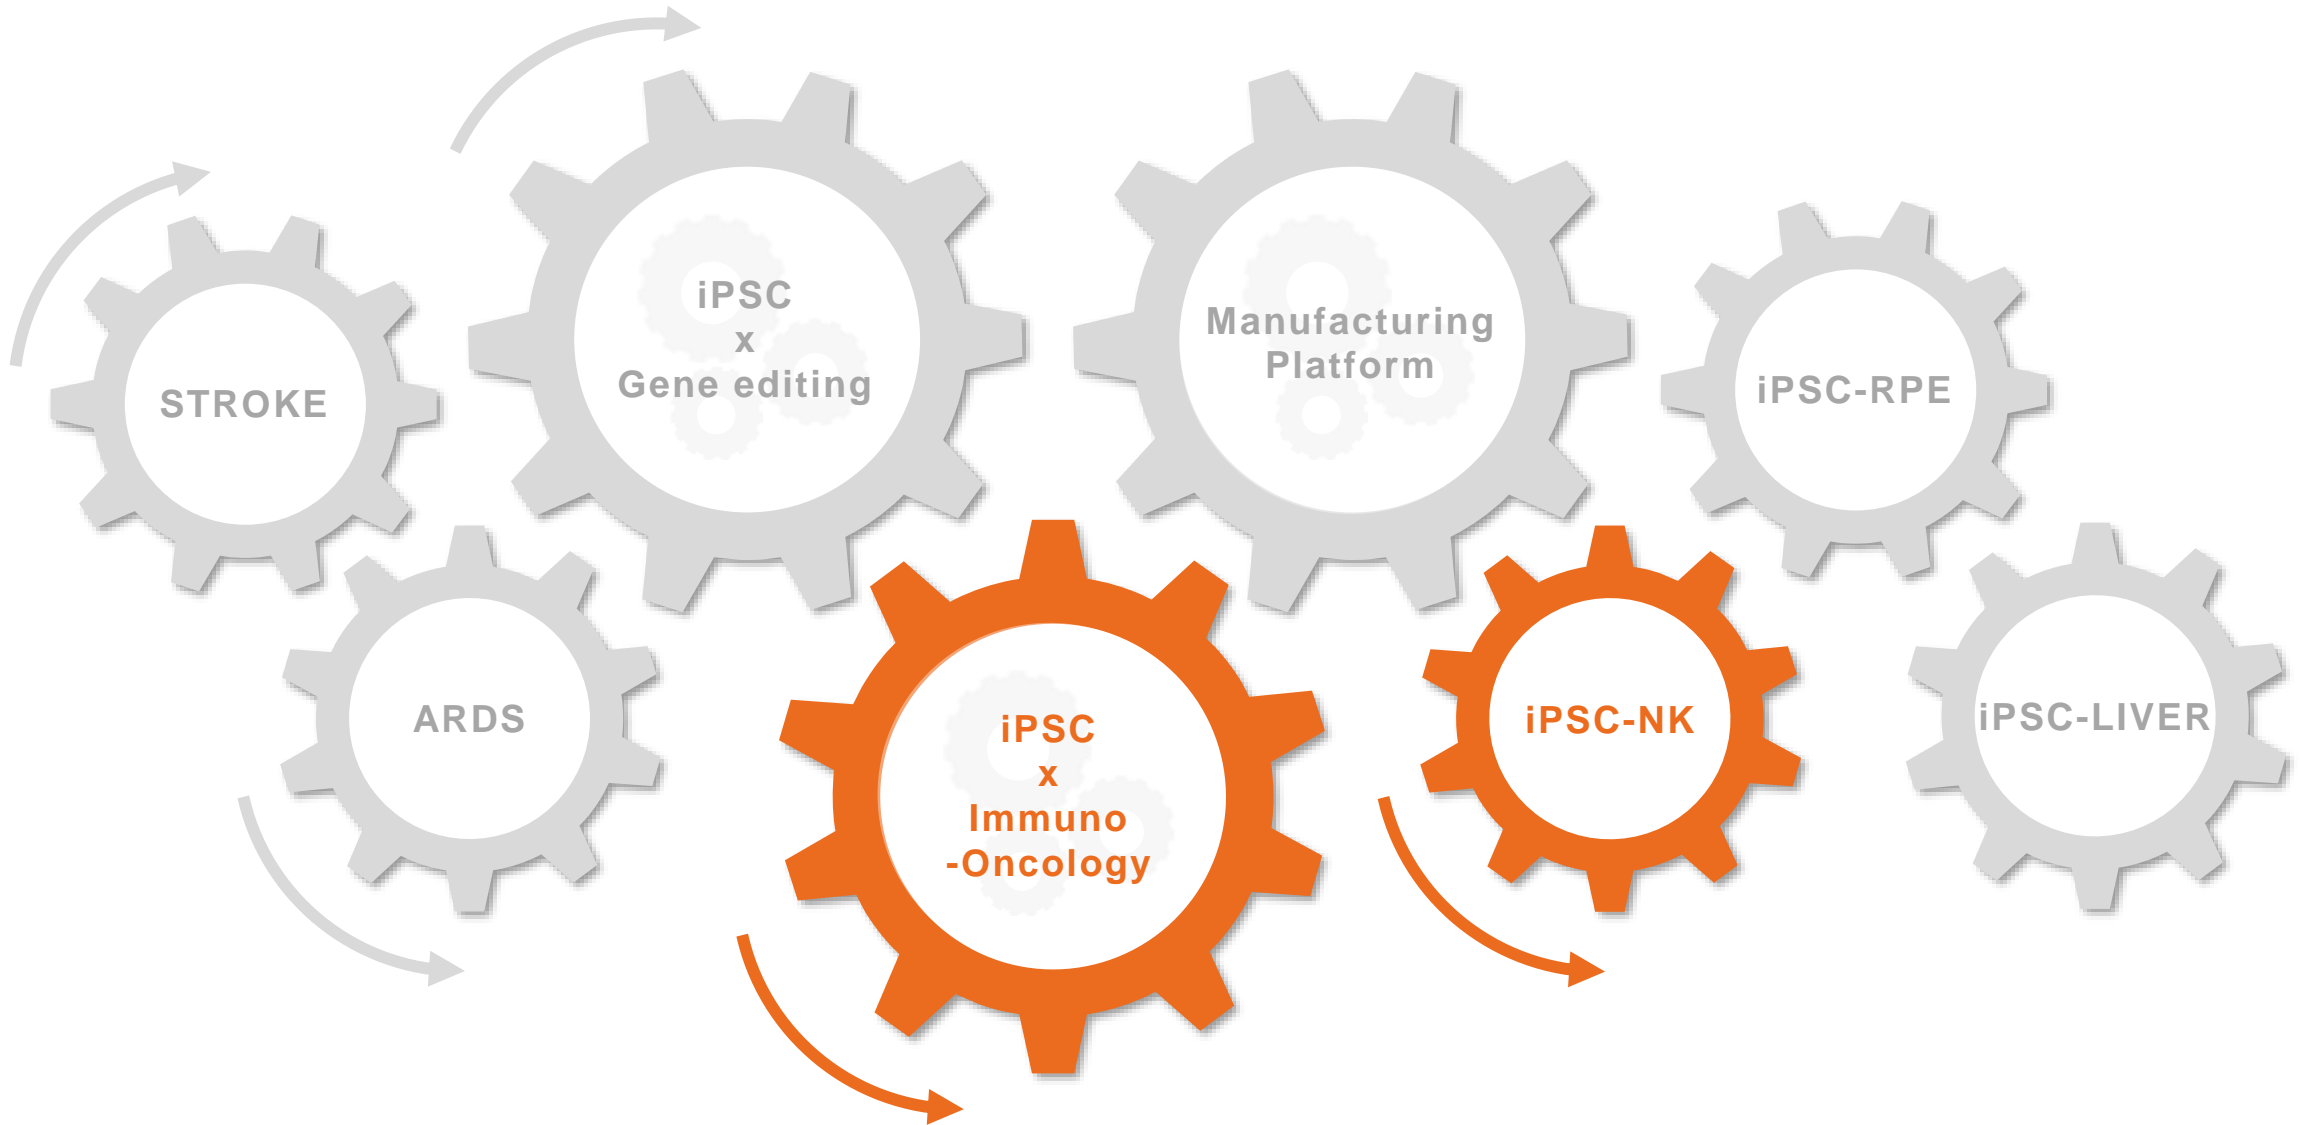 STROKE
iPSC
x
Gene editing
Manufacturing
Platform
iPSC-RPE
ARDS
iPSC
x
Immuno
-Oncology
iPSC-NK
iPSC-LIVER